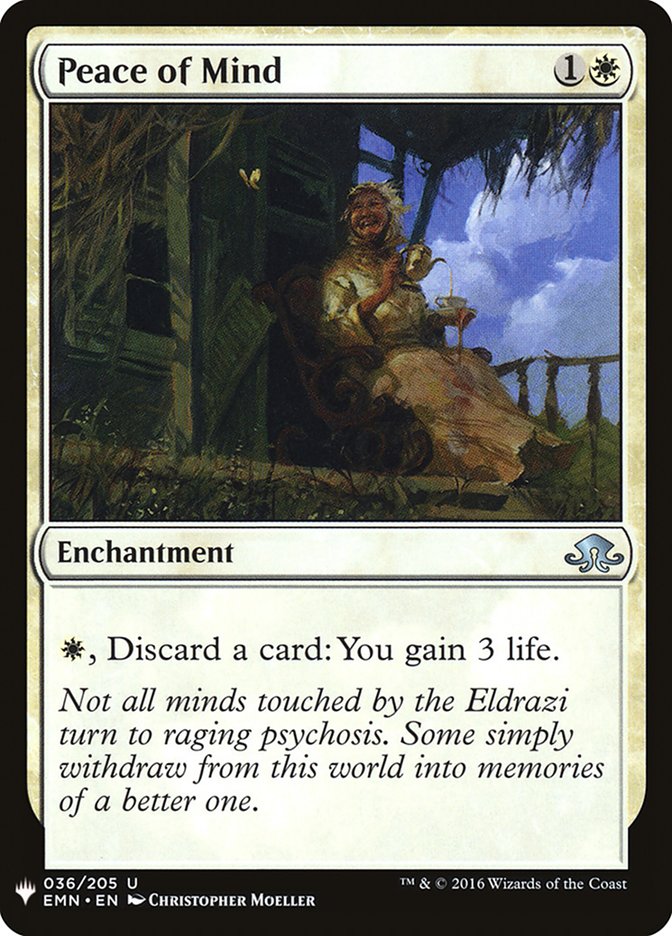 Peace of Mind 1
Enchantment
, Discard a card: You gain 3 life.
Not all minds touched by the Eldrazi
turn to raging psychosis. Some simply
withdraw from this world into memories
of a better one.
036/205 U
EMN • EN Christopher Moeller
™ & © 2016 Wizards of the Coast